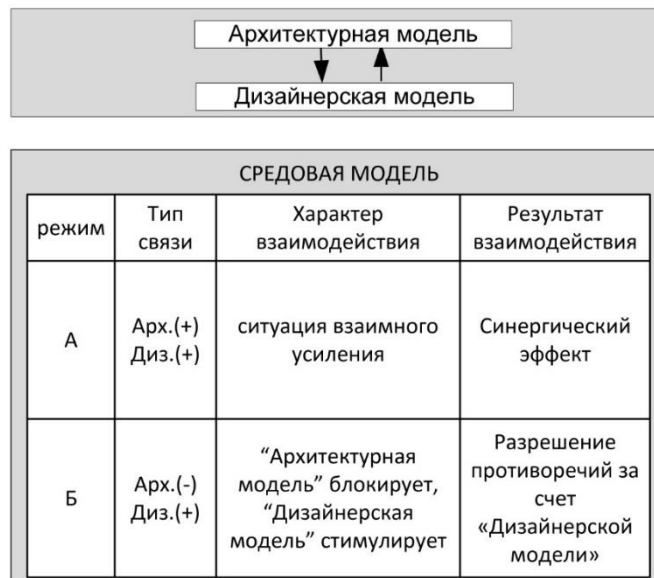 Архитектурная модель
Дизайнерская модель
СРЕДОВАЯ МОДЕЛЬ
режим
Тип
связи
Характер
взаимодействия
Результат
взаимодействия
А
Арх.(+)
Диз.(+)
ситуация взаимного
усиления
Синергический
эффект
Б
Арх.(-)
Диз.(+)
“Архитектурная
модель” блокирует,
“Дизайнерская
модель” стимулирует
Разрешение
противоречий за
счет
«Дизайнерской
модели»